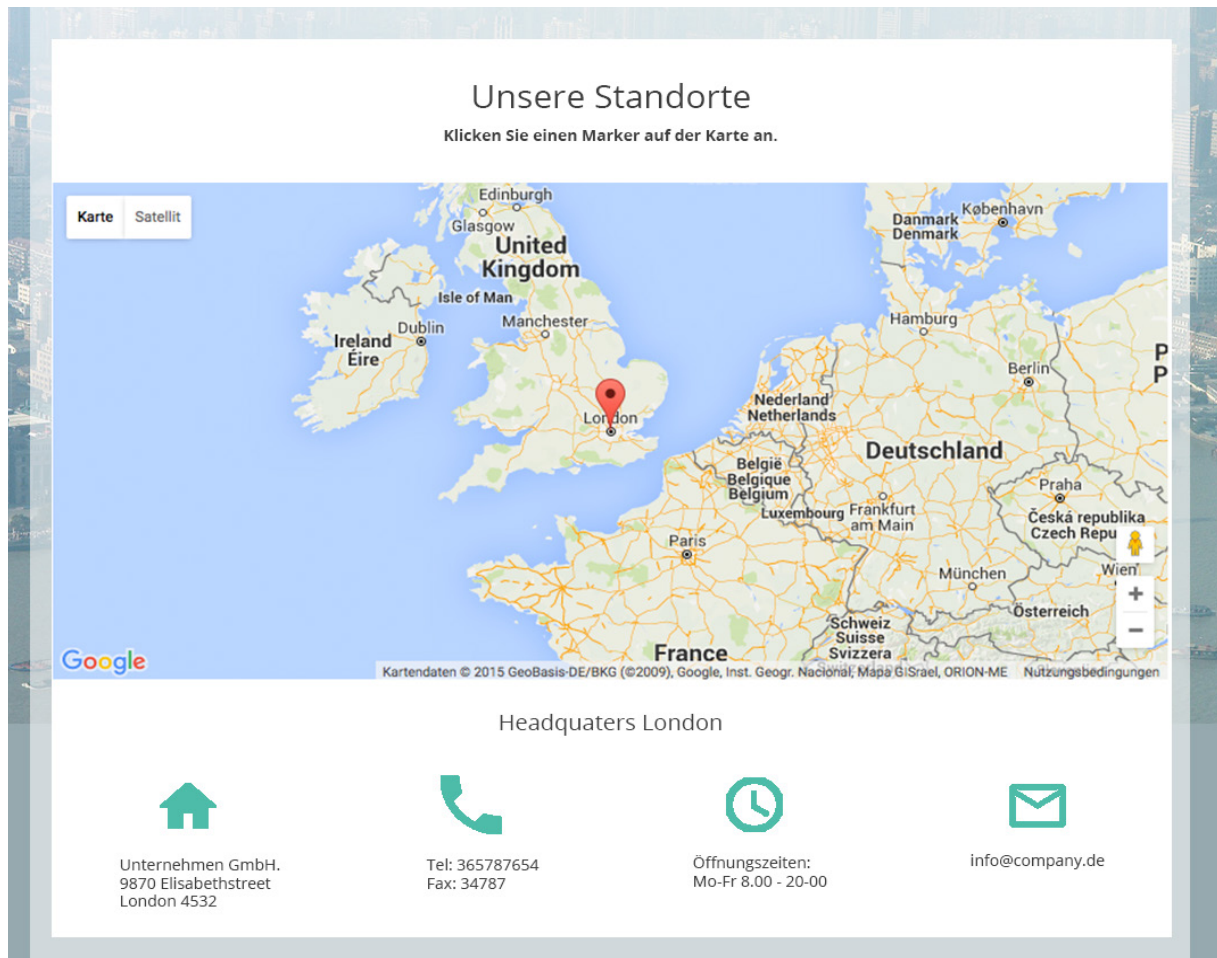 Unsere Standorte
Klicken Sie einen Marker auf der Karte an.
Karte Satellit
Edinburgh
Glasgow
United
Kingdom
Isle of Man
Manchester
Dublin
Ireland
Éire
London
Danmark
Denmark
København
Hamburg
Berlin
P
P
Nederland
Netherlands
Deutschland
België
Belgique
Belgium
Luxembourg
Frankfurt
am Main
Praha
Česká republika
Czech Repu
Paris
München
Wien
Österreich
Schweiz
Suisse
Svizzera
France
+
−
Google
Kartendaten © 2015 GeoBasis-DE/BKG (©2009), Google, Inst. Geogr. Nacional, Mapa GISrael, ORION-ME Nutzungsbedingungen
Headquaters London
Unternehmen GmbH.
9870 Elisabethstreet
London 4532
Tel: 365787654
Fax: 34787
Öffnungszeiten:
Mo-Fr 8.00 - 20-00
info@company.de